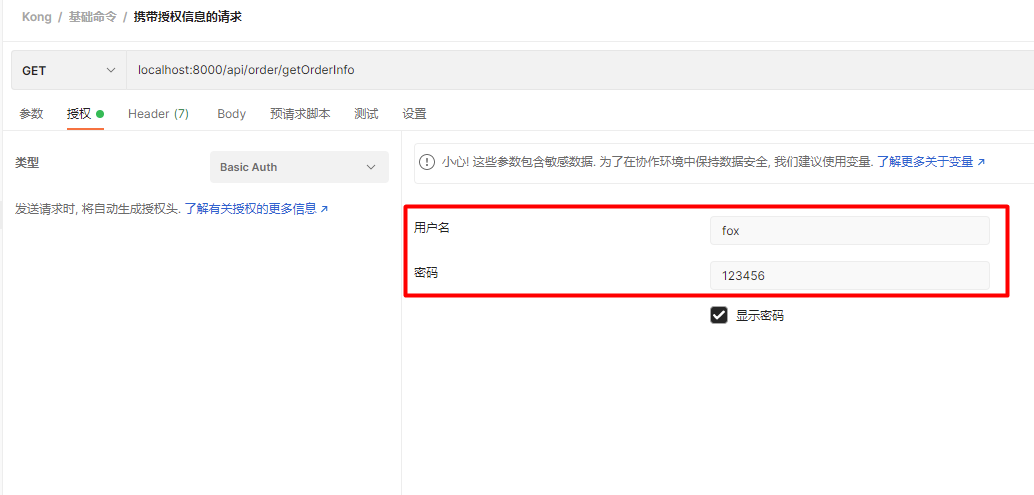 Kong / 基础命令 / 携带授权信息的请求
GET localhost:8000/api/order/getOrderInfo
参数 授权 Header (7) Body 预请求脚本 测试 设置
类型 Basic Auth
小心! 这些参数包含敏感数据. 为了在协作环境中保持数据安全, 我们建议使用变量. 了解更多关于变量 ↗
发送请求时, 将自动生成授权头. 了解有关授权的更多信息 ↗
用户名 fox
密码 123456
显示密码